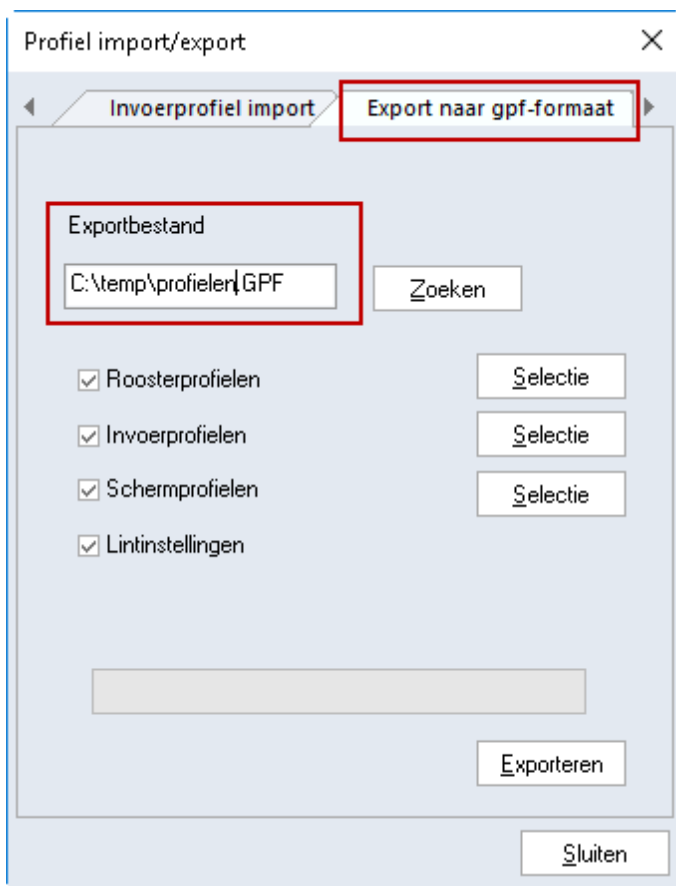 Profiel import/export
Invoerprofiel import Export naar gpf-formaat
Exportbestand
C:\temp\profielen.GPF Zoeken
Roosterprofielen Selectie
Invoerprofielen Selectie
Schermprofielen Selectie
Lintinstellingen
Exporteren
Sluiten